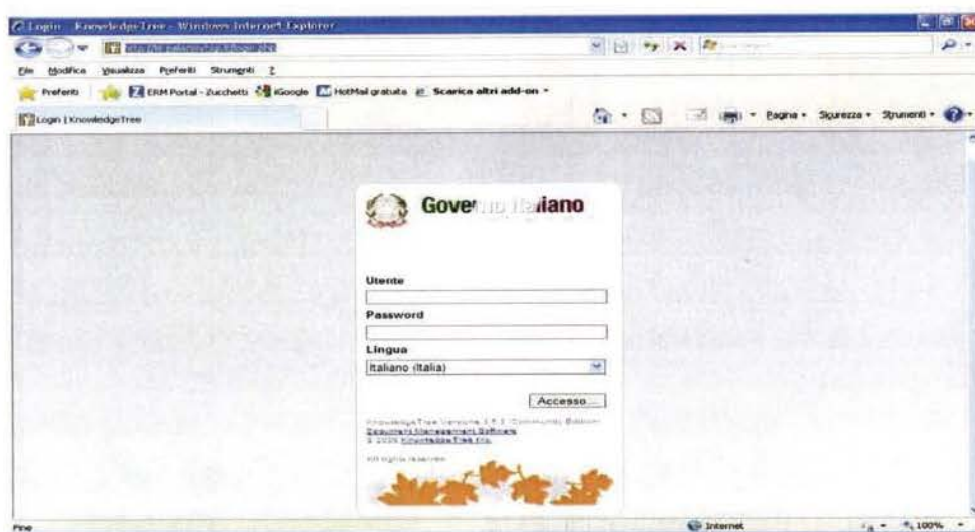 Login - KnowledgeTree - Windows Internet Explorer
File Modifica Visualizza Preferiti Strumenti ?
Preferiti ERM Portal - Zucchetti iGoogle HotMail gratuita Scarica altri add-on
Login | KnowledgeTree
Pagina Sicurezza Strumenti
Governo Italiano
Utente
Password
Lingua
Italiano (Italia)
Accesso...
Document Management Software
KnowledgeTree Inc.
All rights reserved
Fine Internet 100%